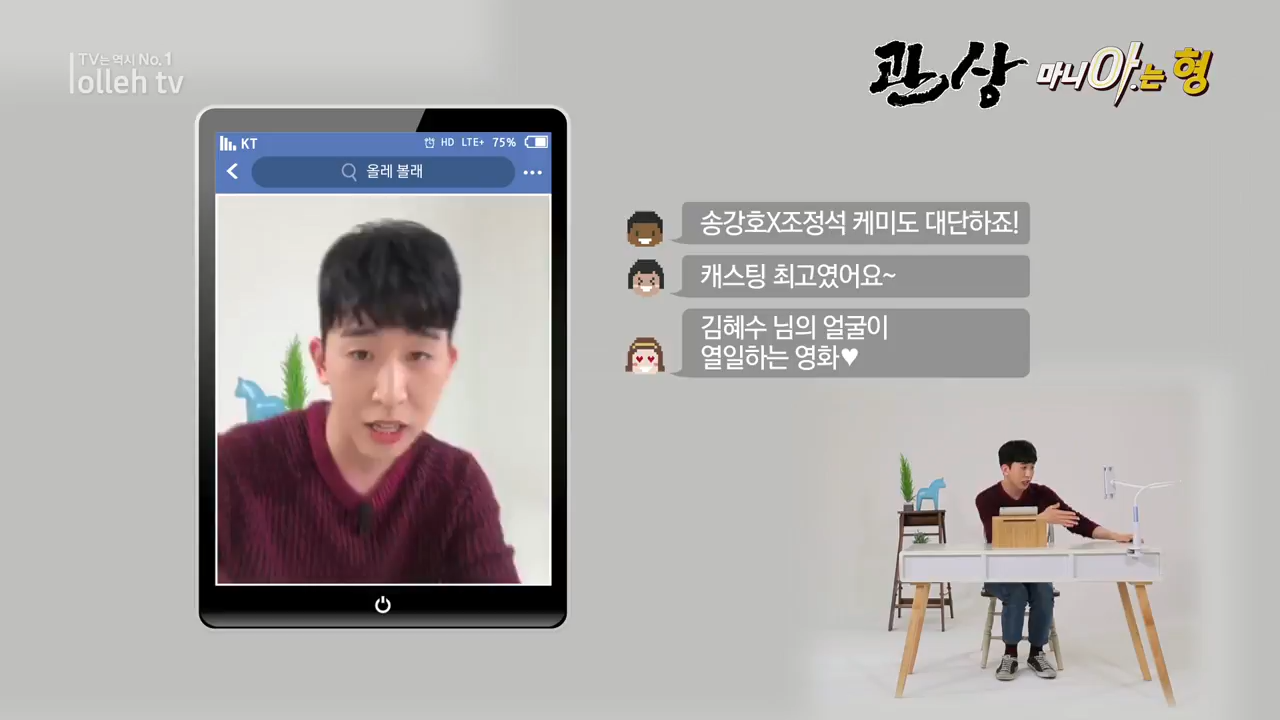 TV는 역시 No.1
olleh tv
관상 마니아는 형
KT
HD LTE+ 75%
올레 볼래
송강호X조정석 케미도 대단하죠!
캐스팅 최고였어요~
김혜수 님의 얼굴이
열일하는 영화♥